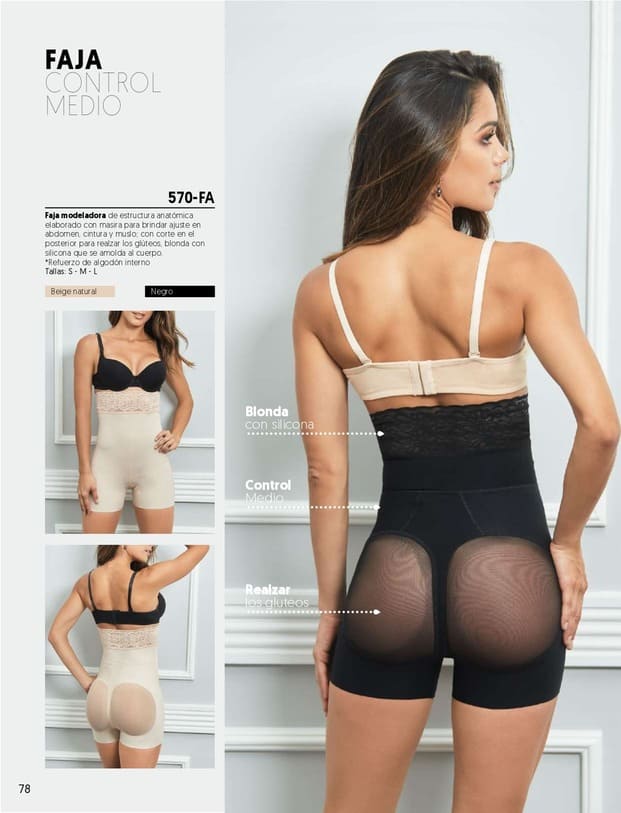 FAJA
CONTROL
MEDIO
570-FA
Faja modeladora de estructura anatómica
elaborado con masira para brindar ajuste en
abdomen, cintura y muslo; con corte en el
posterior para realzar los glúteos, blonda con
silicona que se amolda al cuerpo.
*Refuerzo de algodón interno
Tallas: S - M - L
Beige natural
Negro
Blonda
con silicona
Control
Medio
Realzar
los gluteos
78